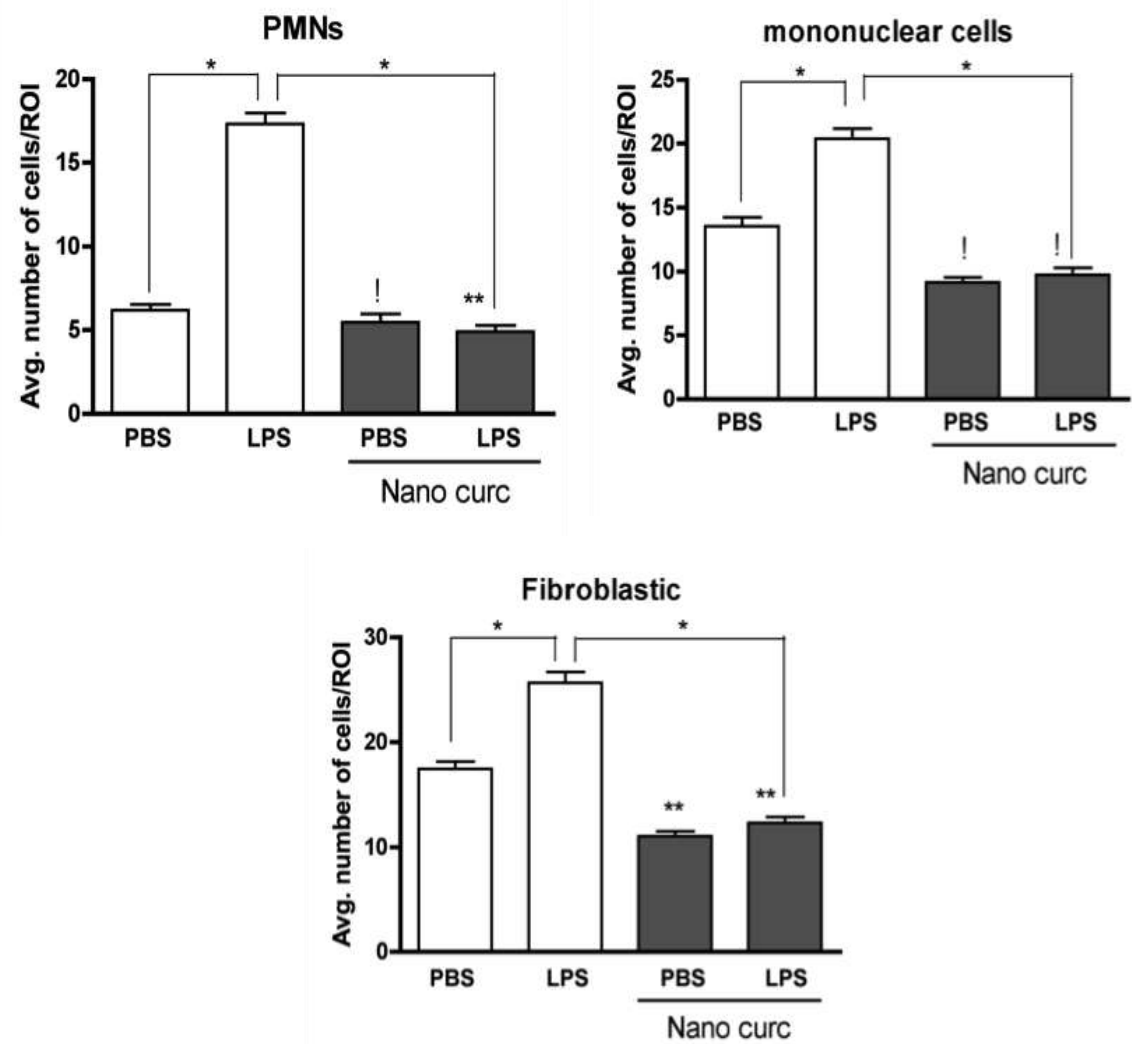 PMNs
* *
20
15
10
5
0
Avg. number of cells/ROI
! **
PBS LPS PBS LPS
Nano curc
mononuclear cells
* *
25
20
15
10
5
0
Avg. number of cells/ROI
! !
PBS LPS PBS LPS
Nano curc
Fibroblastic
* *
30
20
10
0
Avg. number of cells/ROI
** **
PBS LPS PBS LPS
Nano curc